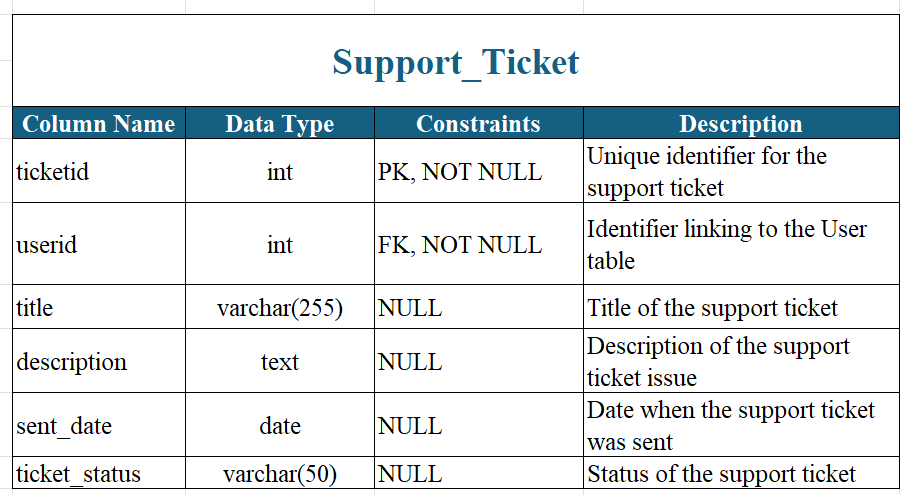 Support_Ticket
Column Name Data Type Constraints Description
ticketid int PK, NOT NULL Unique identifier for the
support ticket
userid int FK, NOT NULL Identifier linking to the User
table
title varchar(255) NULL Title of the support ticket
description text NULL Description of the support
ticket issue
sent_date date NULL Date when the support ticket
was sent
ticket_status varchar(50) NULL Status of the support ticket